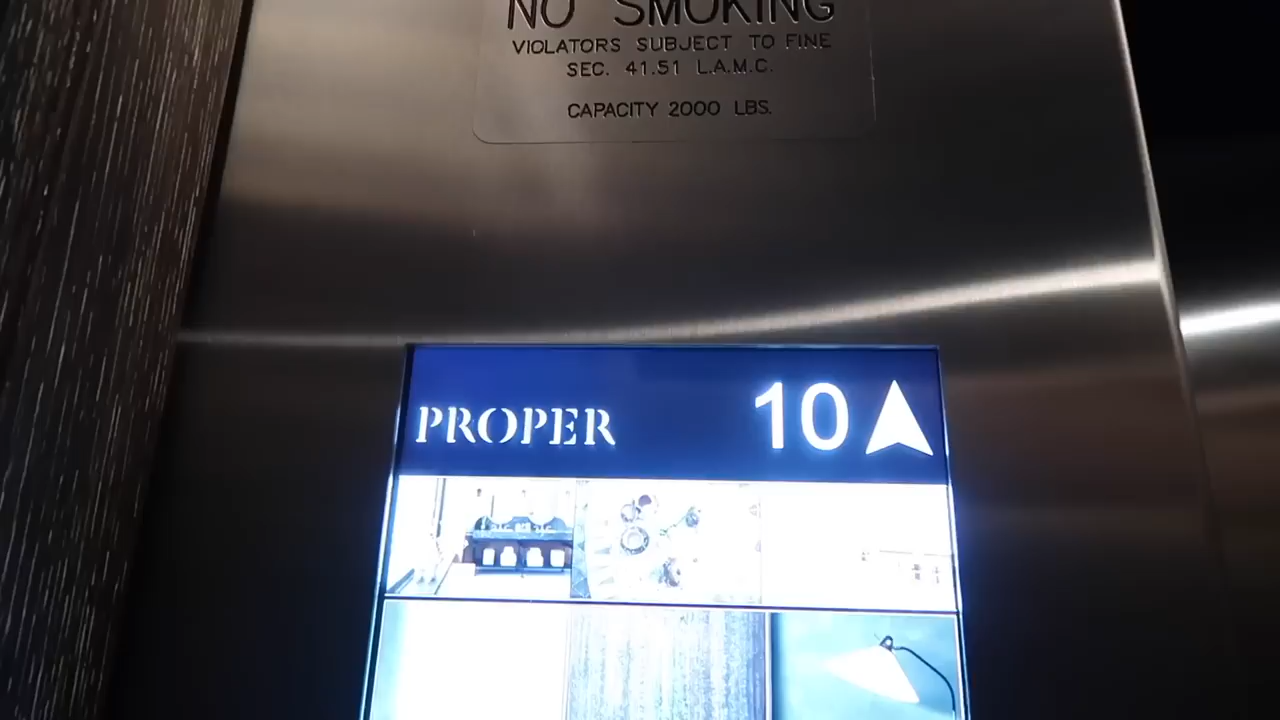 NO SMOKING
VIOLATORS SUBJECT TO FINE
SEC. 41.51 L.A.M.C.
CAPACITY 2000 LBS.
PROPER 10